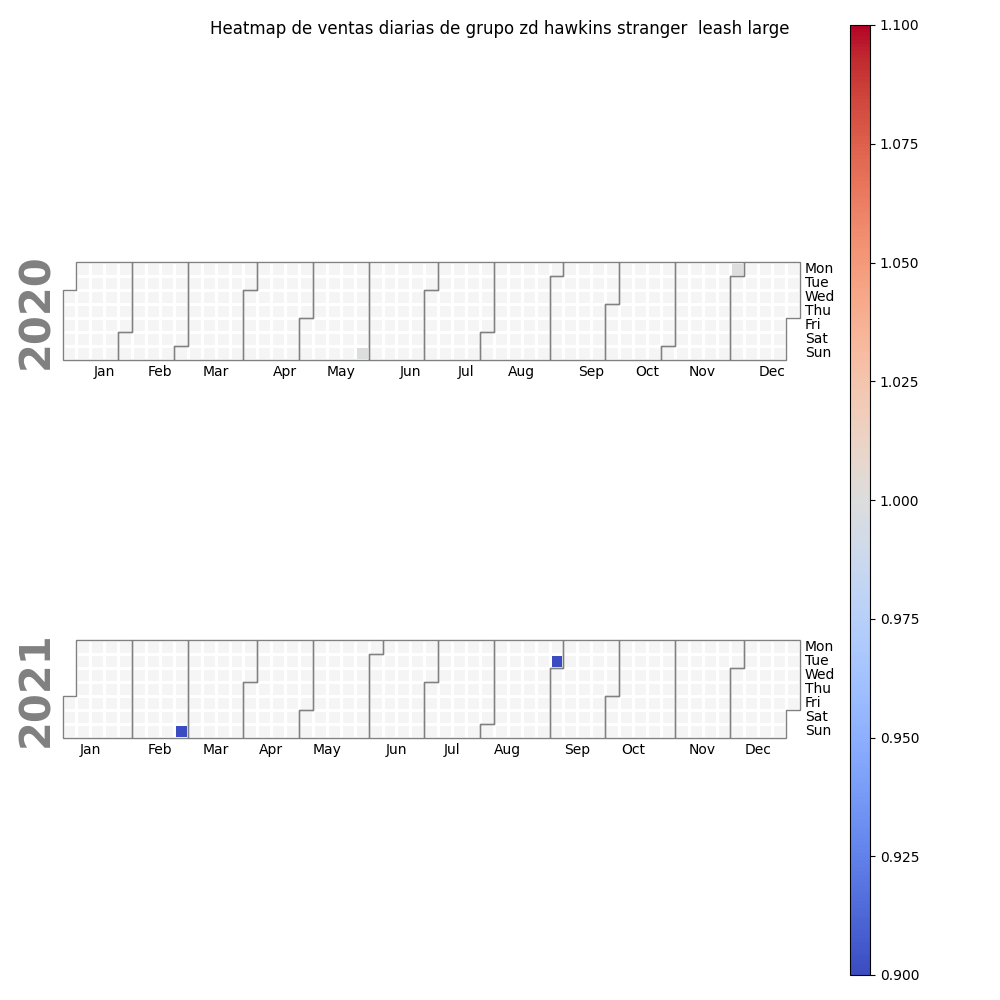 Heatmap de ventas diarias de grupo zd hawkins stranger  leash large
2020
Mon
Tue
Wed
Thu
Fri
Sat
Sun
Jan Feb Mar Apr May Jun Jul Aug Sep Oct Nov Dec
2021
Mon
Tue
Wed
Thu
Fri
Sat
Sun
Jan Feb Mar Apr May Jun Jul Aug Sep Oct Nov Dec
1.100
1.075
1.050
1.025
1.000
0.975
0.950
0.925
0.900